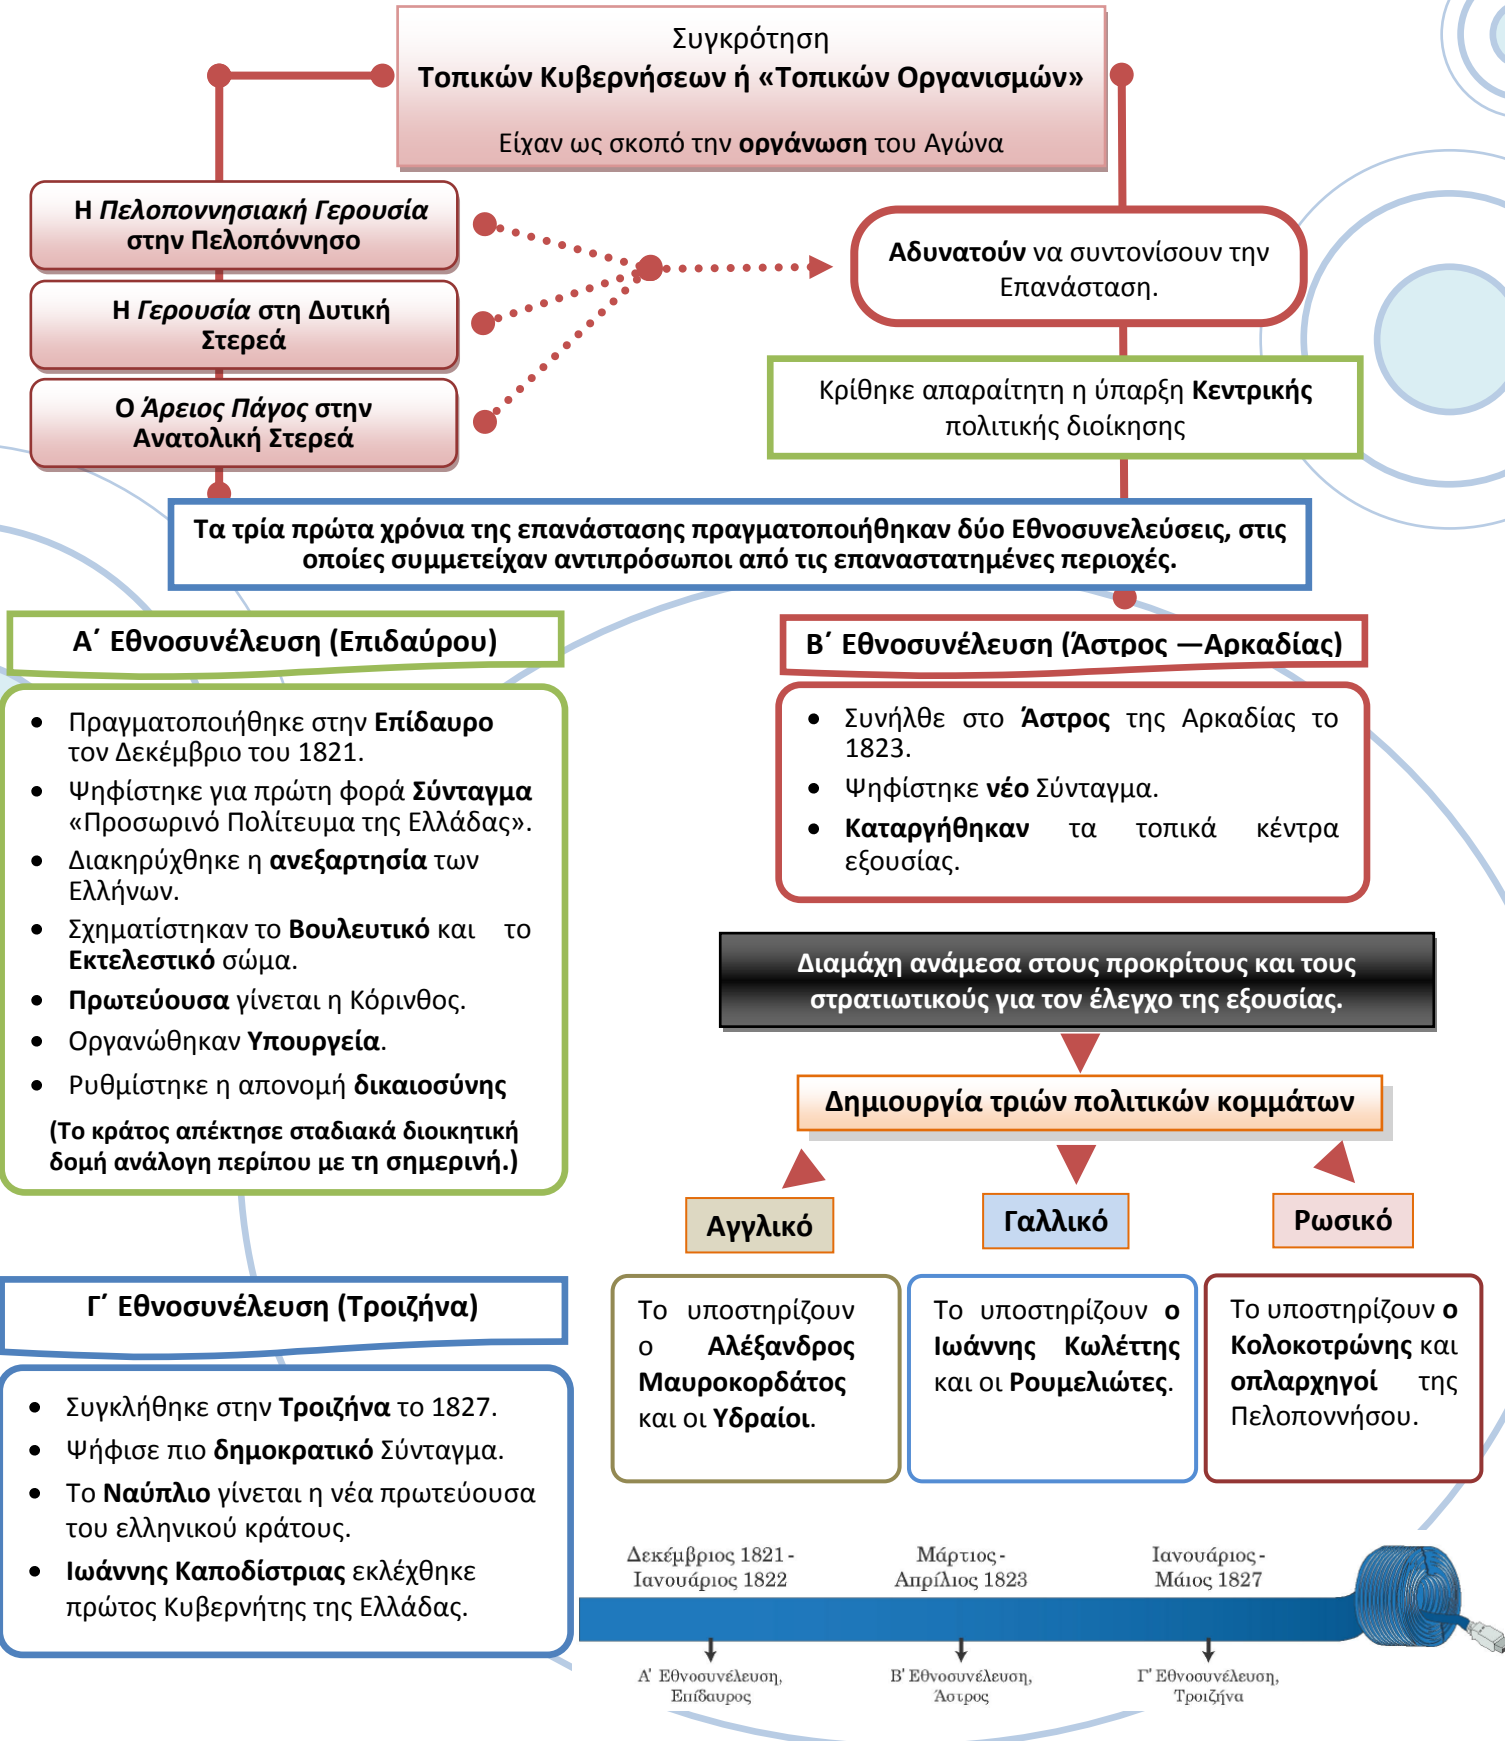 Συγκρότηση
Τοπικών Κυβερνήσεων ή «Τοπικών Οργανισμών»
Είχαν ως σκοπό την οργάνωση του Αγώνα
Η Πελοποννησιακή Γερουσία
στην Πελοπόννησο
Η Γερουσία στη Δυτική
Στερεά
Ο Άρειος Πάγος στην
Ανατολική Στερεά
Αδυνατούν να συντονίσουν την
Επανάσταση.
Κρίθηκε απαραίτητη η ύπαρξη Κεντρικής
πολιτικής διοίκησης
Τα τρία πρώτα χρόνια της επανάστασης πραγματοποιήθηκαν δύο Εθνοσυνελεύσεις, στις
οποίες συμμετείχαν αντιπρόσωποι από τις επαναστατημένες περιοχές.
Α΄ Εθνοσυνέλευση (Επιδαύρου)
• Πραγματοποιήθηκε στην Επίδαυρο
τον Δεκέμβριο του 1821.
• Ψηφίστηκε για πρώτη φορά Σύνταγμα
«Προσωρινό Πολίτευμα της Ελλάδας».
• Διακηρύχθηκε η ανεξαρτησία των
Ελλήνων.
• Σχηματίστηκαν το Βουλευτικό και το
Εκτελεστικό σώμα.
• Πρωτεύουσα γίνεται η Κόρινθος.
• Οργανώθηκαν Υπουργεία.
• Ρυθμίστηκε η απονομή δικαιοσύνης
(Το κράτος απέκτησε σταδιακά διοικητική
δομή ανάλογη περίπου με τη σημερινή.)
Β΄ Εθνοσυνέλευση (Άστρος —Αρκαδίας)
• Συνήλθε στο Άστρος της Αρκαδίας το
1823.
• Ψηφίστηκε νέο Σύνταγμα.
• Καταργήθηκαν τα τοπικά κέντρα
εξουσίας.
Διαμάχη ανάμεσα στους προκρίτους και τους
στρατιωτικούς για τον έλεγχο της εξουσίας.
Δημιουργία τριών πολιτικών κομμάτων
Αγγλικό
Γαλλικό
Ρωσικό
Το υποστηρίζουν
ο Αλέξανδρος
Μαυροκορδάτος
και οι Υδραίοι.
Το υποστηρίζουν ο
Ιωάννης Κωλέττης
και οι Ρουμελιώτες.
Το υποστηρίζουν ο
Κολοκοτρώνης και
οπλαρχηγοί της
Πελοποννήσου.
Γ΄ Εθνοσυνέλευση (Τροιζήνα)
• Συγκλήθηκε στην Τροιζήνα το 1827.
• Ψήφισε πιο δημοκρατικό Σύνταγμα.
• Το Ναύπλιο γίνεται η νέα πρωτεύουσα
του ελληνικού κράτους.
• Ιωάννης Καποδίστριας εκλέχθηκε
πρώτος Κυβερνήτης της Ελλάδας.
Δεκέμβριος 1821 -
Ιανουάριος 1822
Μάρτιος -
Απρίλιος 1823
Ιανουάριος -
Μάιος 1827
Α' Εθνοσυνέλευση,
Επίδαυρος
Β' Εθνοσυνέλευση,
Άστρος
Γ' Εθνοσυνέλευση,
Τροιζήνα